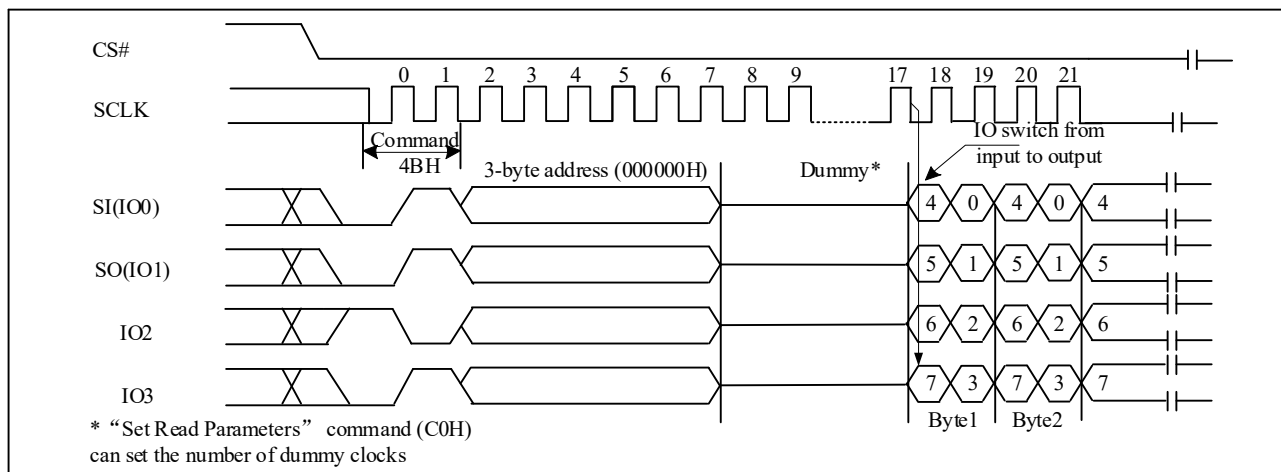 CS#
0 1 2 3 4 5 6 7 8 9 17 18 19 20 21
SCLK
Command
4BH
IO switch from
input to output
3-byte address (000000H)
Dummy*
SI(IO0) 4 0 4 0 4
SO(IO1) 5 1 5 1 5
IO2 6 2 6 2 6
IO3 7 3 7 3 7
Byte1 Byte2
* “Set Read Parameters” command (C0H)
can set the number of dummy clocks